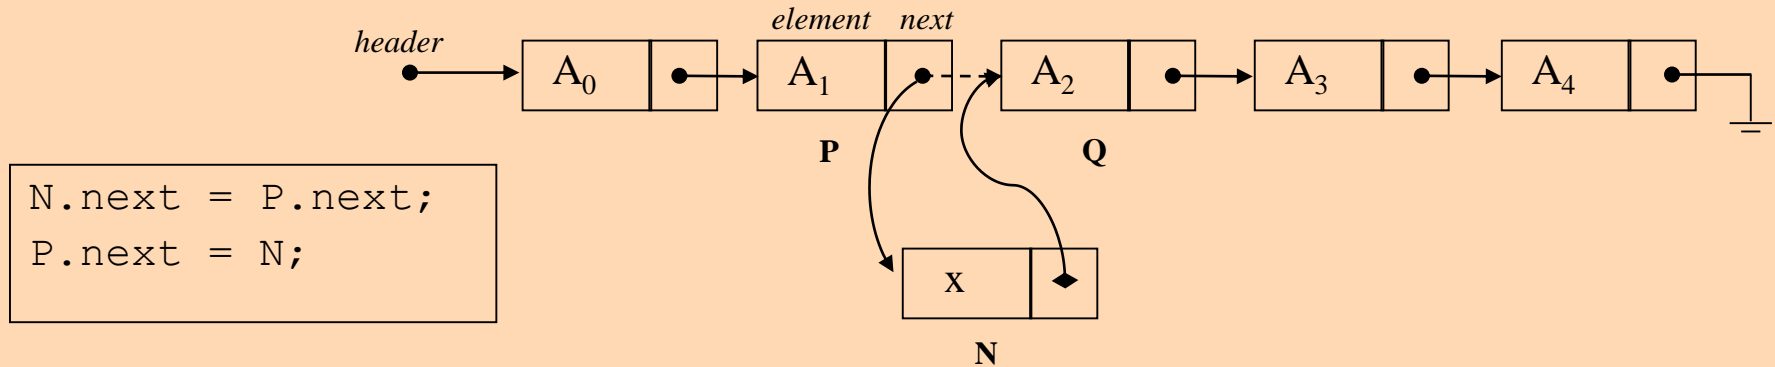 element next
header
A₀ A₁ A₂ A₃ A₄
P Q
N.next = P.next;
P.next = N;
x
N